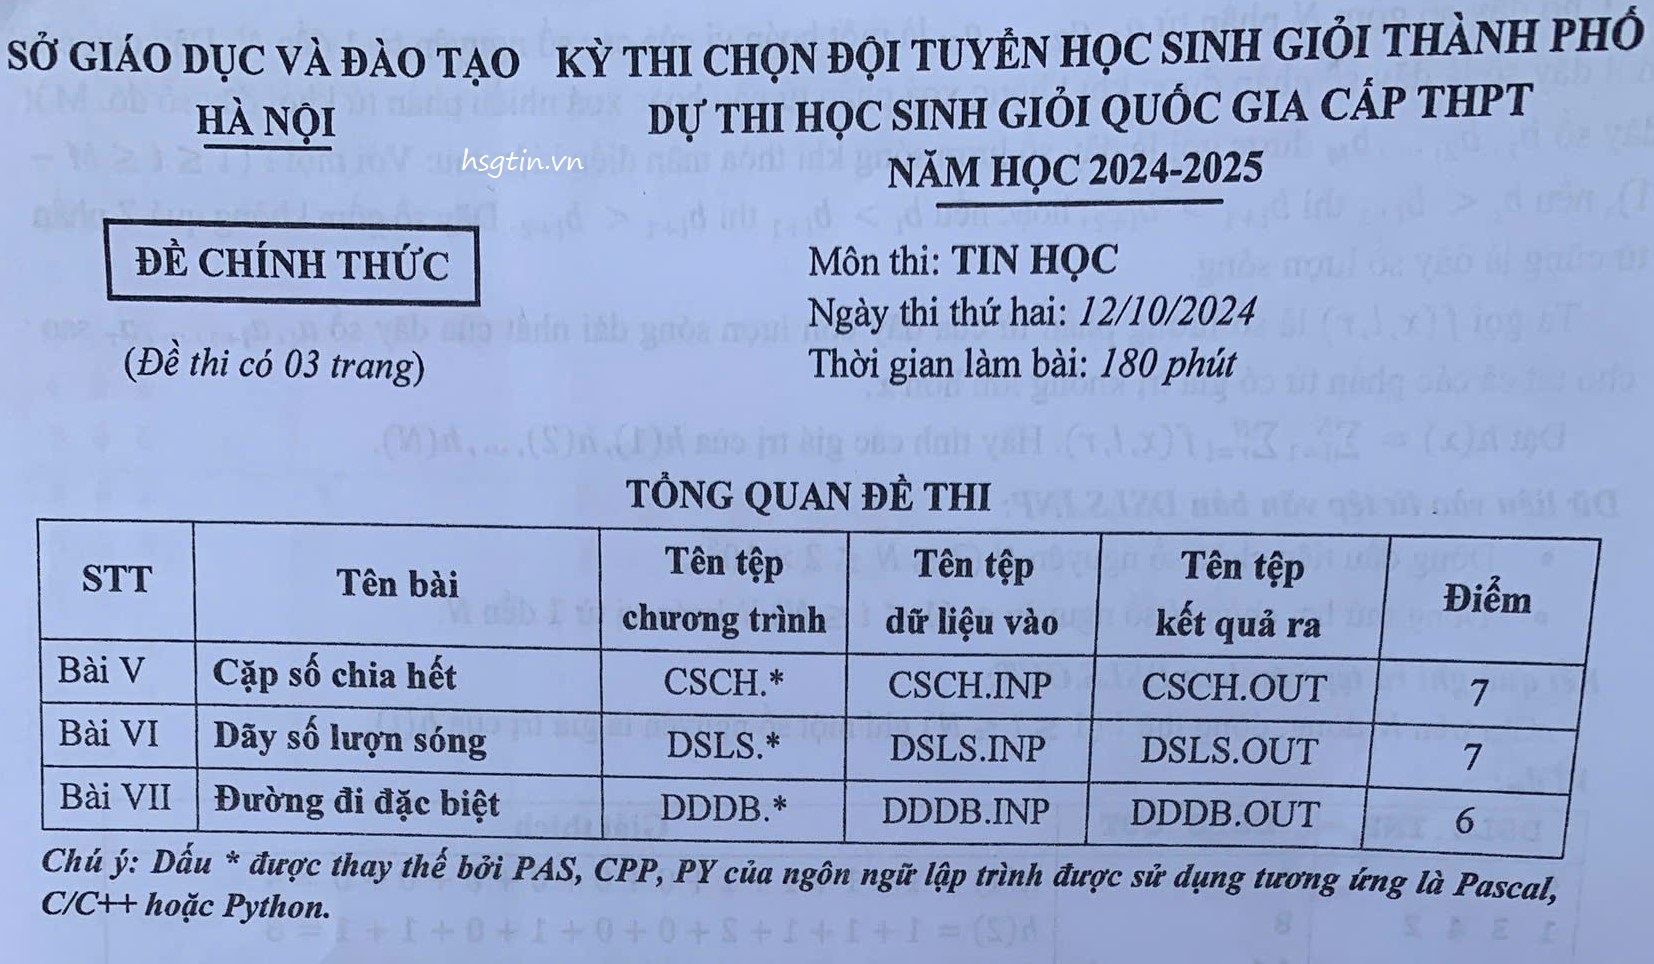 SỞ GIÁO DỤC VÀ ĐÀO TẠO
HÀ NỘI
hsgtin.vn
KỲ THI CHỌN ĐỘI TUYỂN HỌC SINH GIỎI THÀNH PHỐ
DỰ THI HỌC SINH GIỎI QUỐC GIA CẤP THPT
NĂM HỌC 2024-2025
ĐỀ CHÍNH THỨC
(Đề thi có 03 trang)
Môn thi: TIN HỌC
Ngày thi thứ hai: 12/10/2024
Thời gian làm bài: 180 phút
TỔNG QUAN ĐỀ THI
STT Tên bài Tên tệp chương trình Tên tệp dữ liệu vào Tên tệp kết quả ra Điểm
Bài V Cặp số chia hết CSCH.* CSCH.INP CSCH.OUT 7
Bài VI Dãy số lượn sóng DSLS.* DSLS.INP DSLS.OUT 7
Bài VII Đường đi đặc biệt DDDB.* DDDB.INP DDDB.OUT 6
Chú ý: Dấu * được thay thế bởi PAS, CPP, PY của ngôn ngữ lập trình được sử dụng tương ứng là Pascal,
C/C++ hoặc Python.